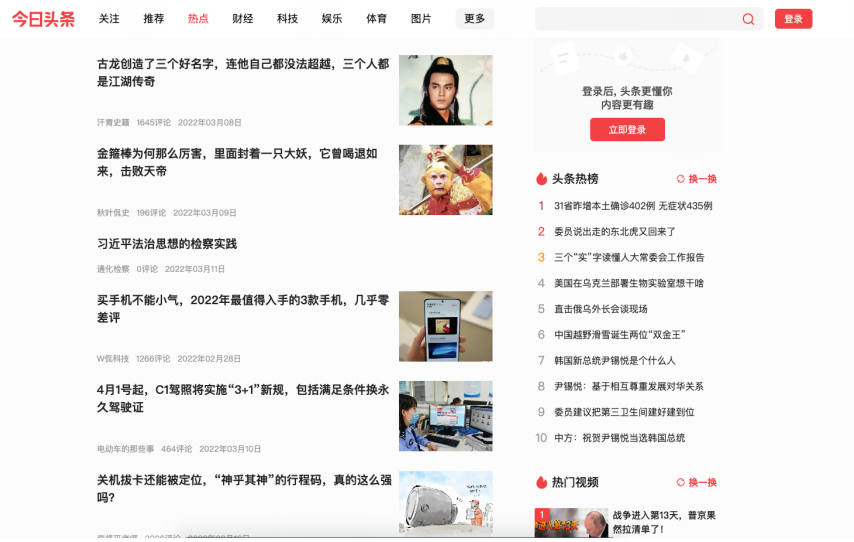 今日头条
关注 推荐 热点 财经 科技 娱乐 体育 图片 更多
登录
古龙创造了三个好名字，连他自己都没法超越，三个人都
是江湖传奇
汗青史籍 1645评论 2022年03月08日
金箍棒为何那么厉害，里面封着一只大妖，它曾喝退如
来，击败天帝
秋叶侃史 196评论 2022年03月09日
习近平法治思想的检察实践
通化检察 0评论 2022年03月11日
买手机不能小气，2022年最值得入手的3款手机，几乎零
差评
W侃科技 1266评论 2022年02月28日
4月1号起，C1驾照将实施“3+1”新规，包括满足条件换永
久驾驶证
电动车的那些事 464评论 2022年03月10日
关机拔卡还能被定位，“神乎其神”的行程码，真的这么强
吗？
登录后, 头条更懂你
内容更有趣
立即登录
头条热榜 换一换
1 31省昨增本土确诊402例 无症状435例
2 委员说出走的东北虎又回来了
3 三个“实”字读懂人大常委会工作报告
4 美国在乌克兰部署生物实验室想干啥
5 直击俄乌外长会谈现场
6 中国越野滑雪诞生两位“双金王”
7 韩国新总统尹锡悦是个什么人
8 尹锡悦：基于相互尊重发展对华关系
9 委员建议把第三卫生间建好建到位
10 中方：祝贺尹锡悦当选韩国总统
热门视频 换一换
1
战争进入第13天，普京果
然拉清单了！